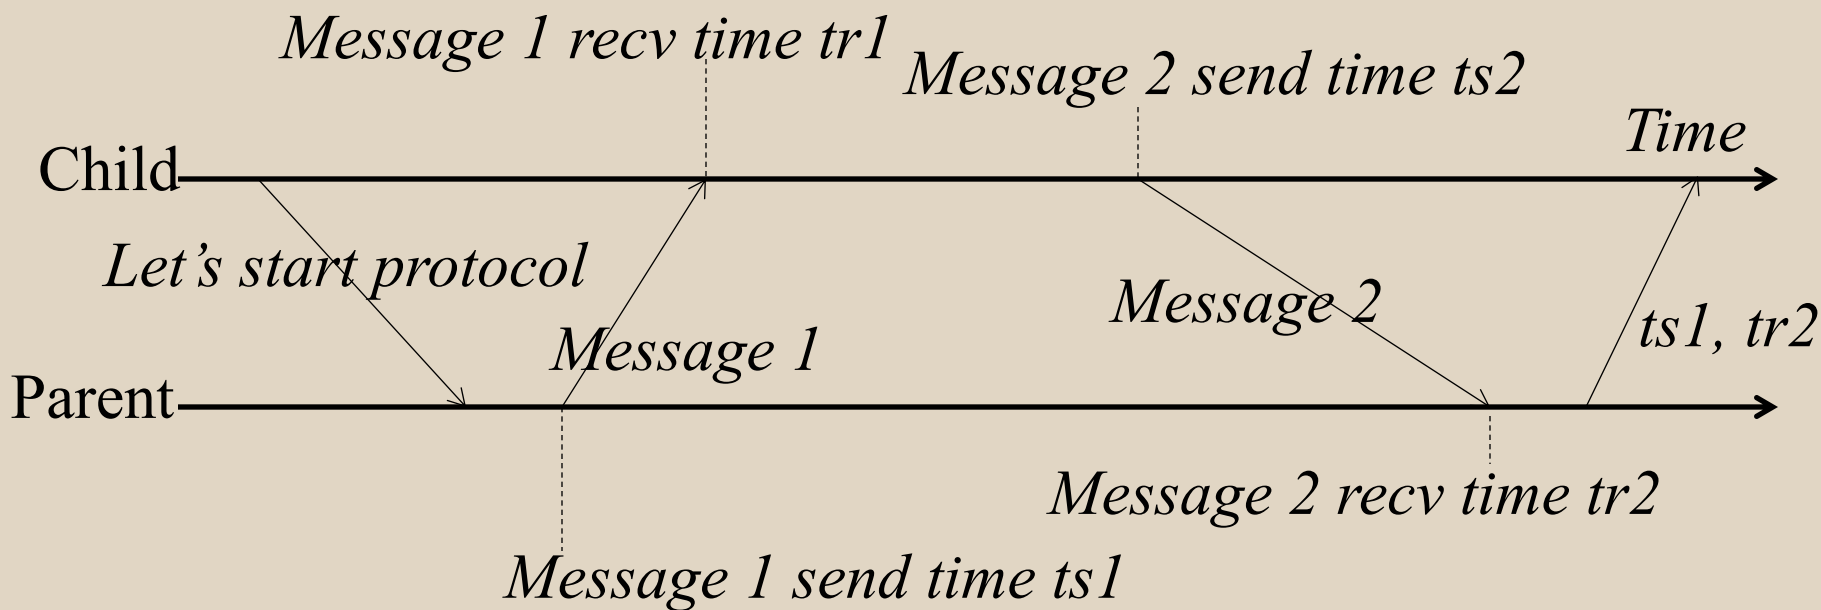 Message 1 recv time tr1
Message 2 send time ts2
Time
Child
Let’s start protocol
Message 2
ts1, tr2
Message 1
Parent
Message 2 recv time tr2
Message 1 send time ts1